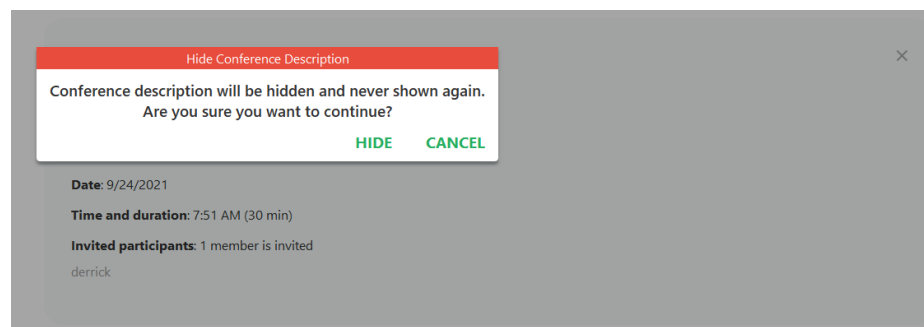 Hide Conference Description
Conference description will be hidden and never shown again.
Are you sure you want to continue?
HIDE CANCEL
Date: 9/24/2021
Time and duration: 7:51 AM (30 min)
Invited participants: 1 member is invited
derrick